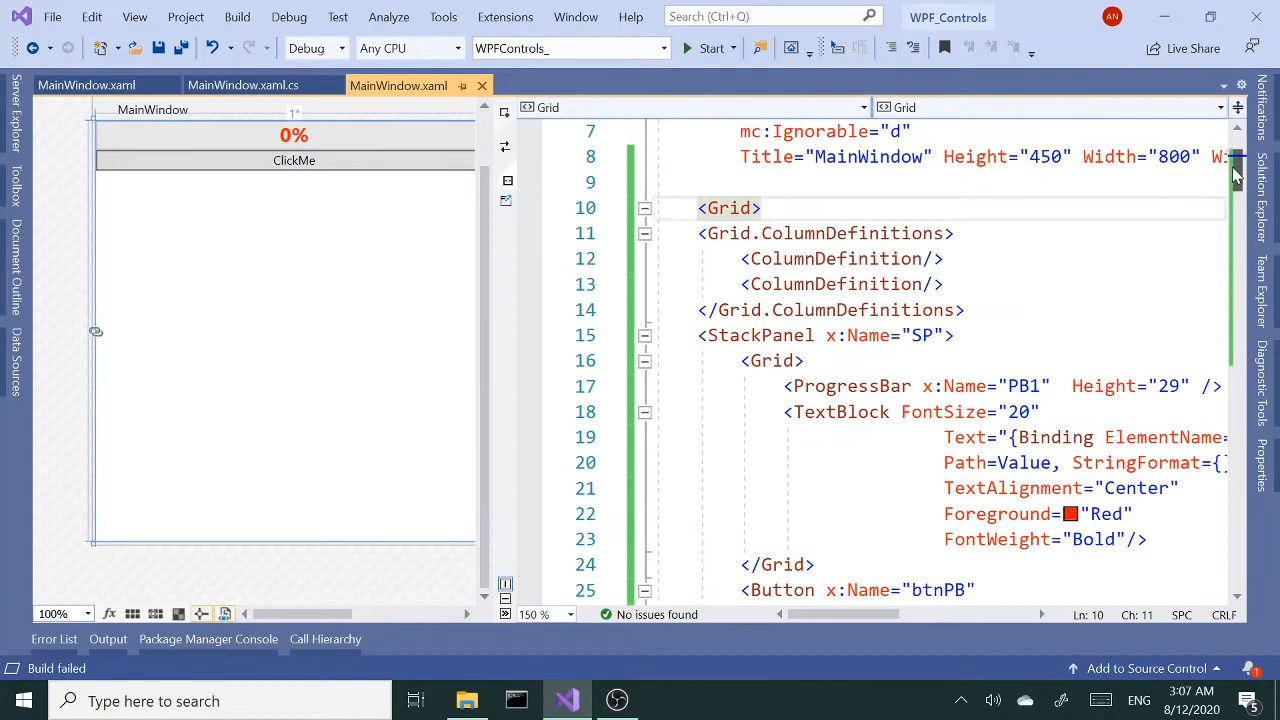 File Edit View Git Project Build Debug Design Test Analyze Tools Extensions Window Help Search (Ctrl+Q) WPF_Controls AN
Debug Any CPU WPFControls_ Start Live Share
MainWindow.xaml MainWindow.xaml.cs MainWindow.xaml
Server Explorer
Toolbox
Document Outline
Data Sources
MainWindow 1*
0%
ClickMe
Grid Grid
7 mc:Ignorable="d"
8 Title="MainWindow" Height="450" Width="800"
9
10 <Grid>
11 <Grid.ColumnDefinitions>
12 <ColumnDefinition/>
13 <ColumnDefinition/>
14 </Grid.ColumnDefinitions>
15 <StackPanel x:Name="SP">
16 <Grid>
17 <ProgressBar x:Name="PB1" Height="29" />
18 <TextBlock FontSize="20"
19 Text="{Binding ElementName=
20 Path=Value, StringFormat={}
21 TextAlignment="Center"
22 Foreground="Red"
23 FontWeight="Bold"/>
24 </Grid>
25 <Button x:Name="btnPB"
Notifications
Solution Explorer
Team Explorer
Diagnostic Tools
Properties
100% fx 150 % No issues found Ln: 10 Ch: 11 SPC CRLF
Error List Output Package Manager Console Call Hierarchy
Build failed Add to Source Control 1
Type here to search ENG 1:07 AM
8/12/2020 5